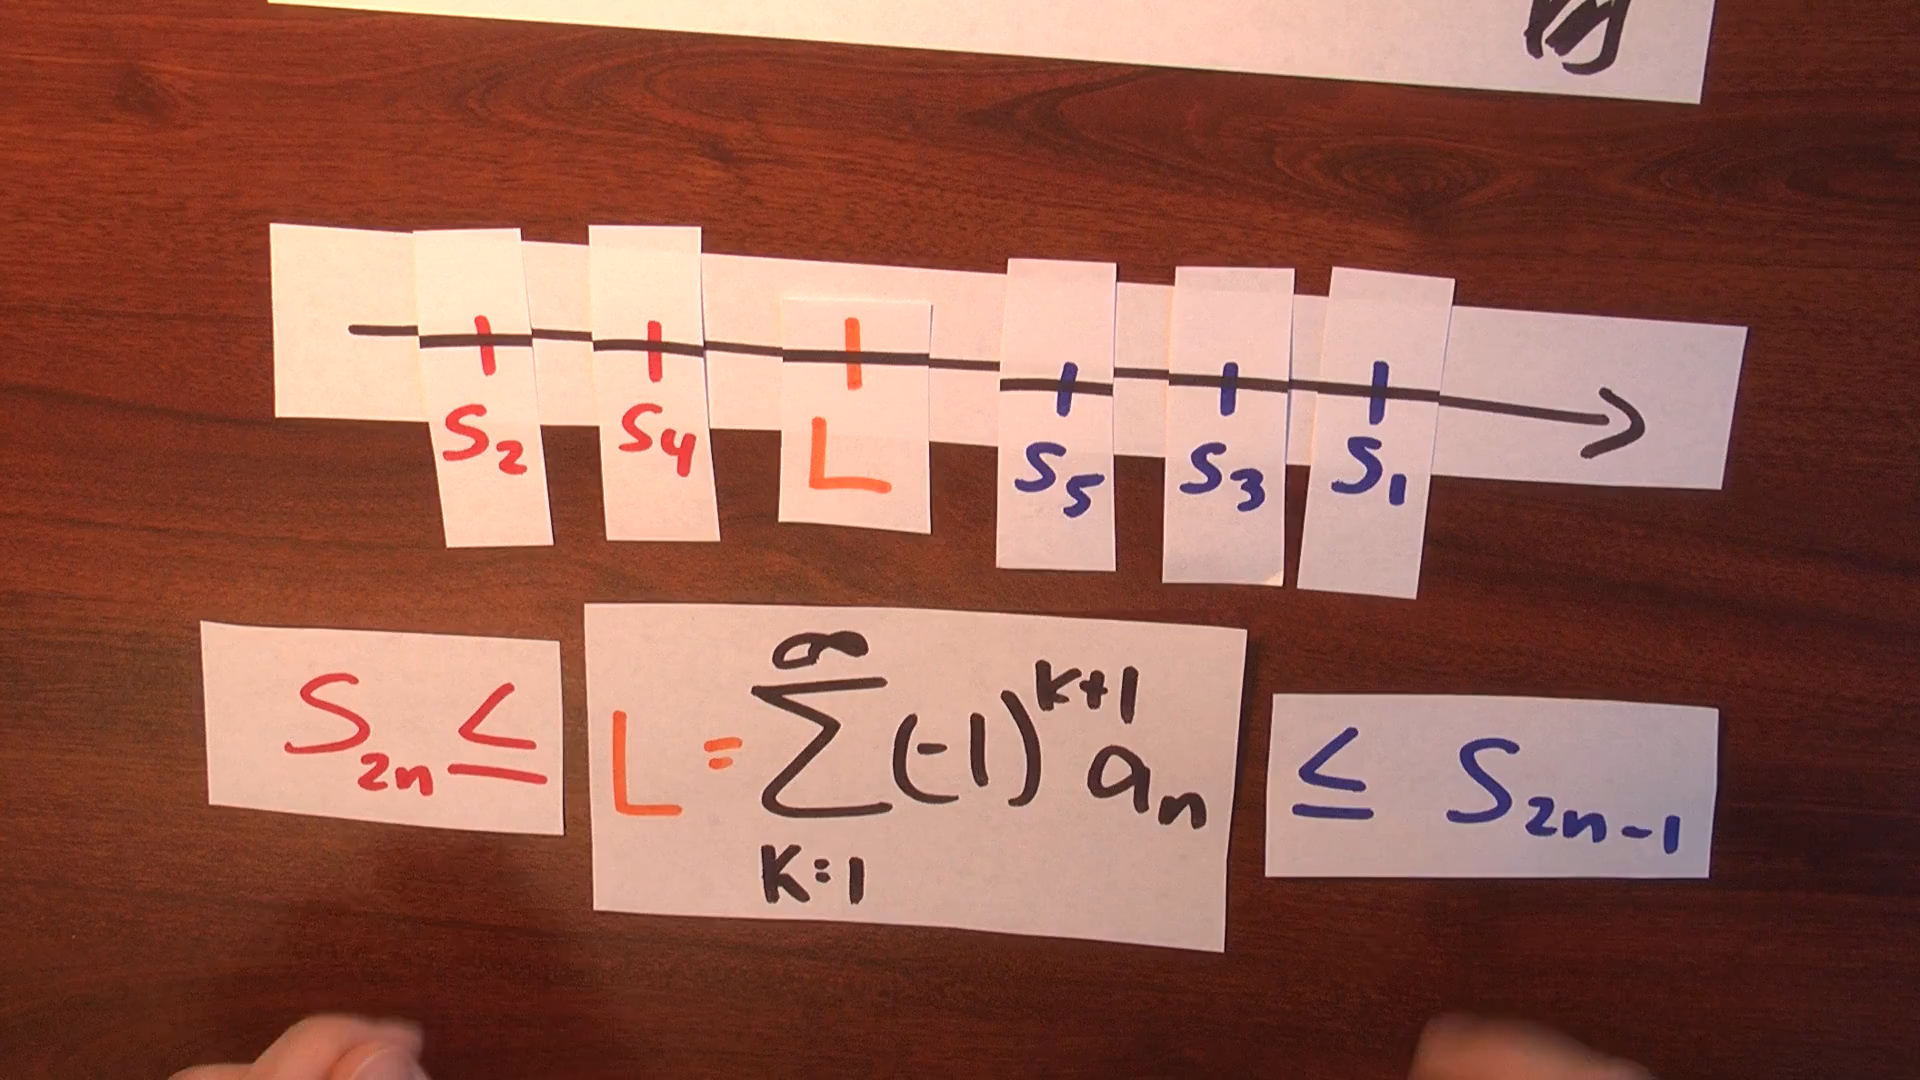 S₂ S₄ L S₅ S₃ S₁
S₂ₙ ≤ L = ∞ ∑ K=1 (-1)ᴷ⁺¹ aₙ ≤ S₂ₙ₋₁